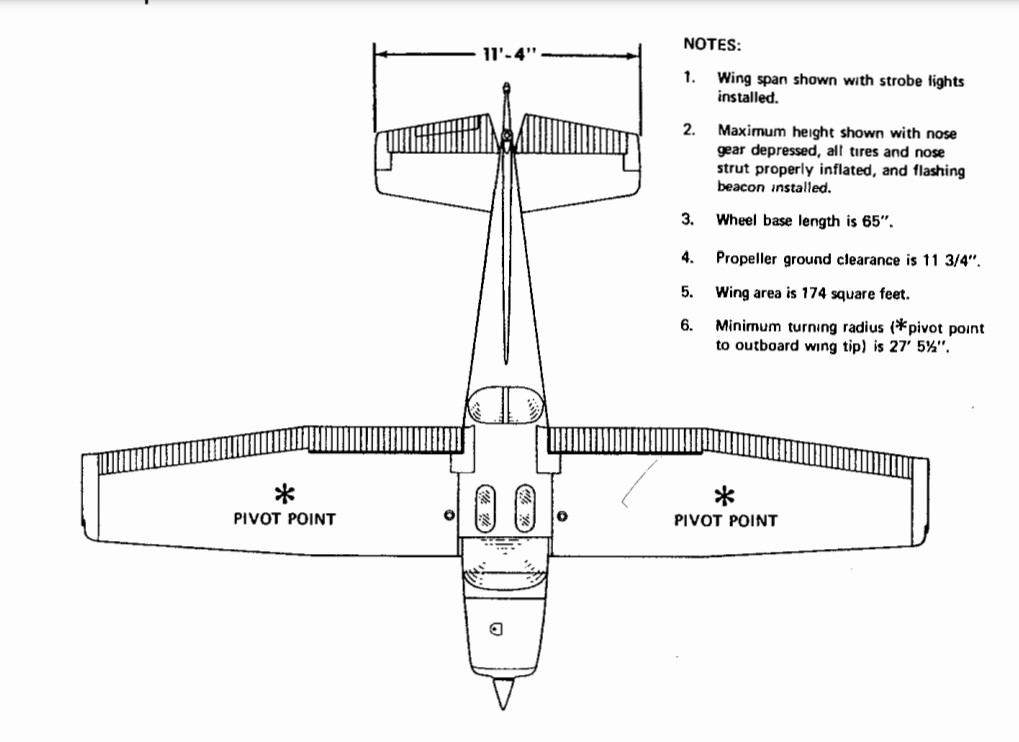 11'-4"
NOTES:
1. Wing span shown with strobe lights
installed.
2. Maximum height shown with nose
gear depressed, all tires and nose
strut properly inflated, and flashing
beacon installed.
3. Wheel base length is 65".
4. Propeller ground clearance is 11 3/4".
5. Wing area is 174 square feet.
6. Minimum turning radius (*pivot point
to outboard wing tip) is 27' 5½".
*
PIVOT POINT
*
PIVOT POINT